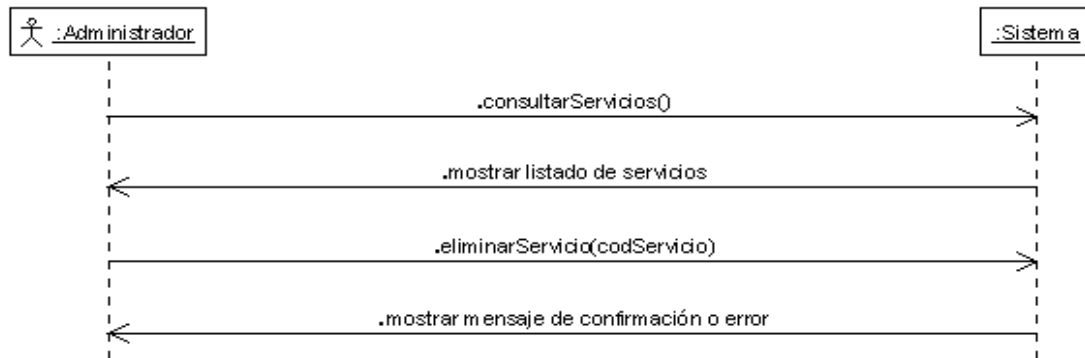 :Administrador
:Sistema
.consultarServicios()
.mostrar listado de servicios
.eliminarServicio(codServicio)
.mostrar mensaje de confirmación o error